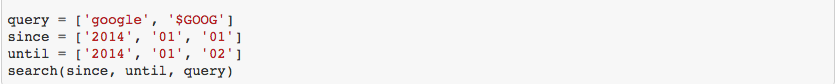 query = ['google', '$GOOG']
since = ['2014', '01', '01']
until = ['2014', '01', '02']
search(since, until, query)